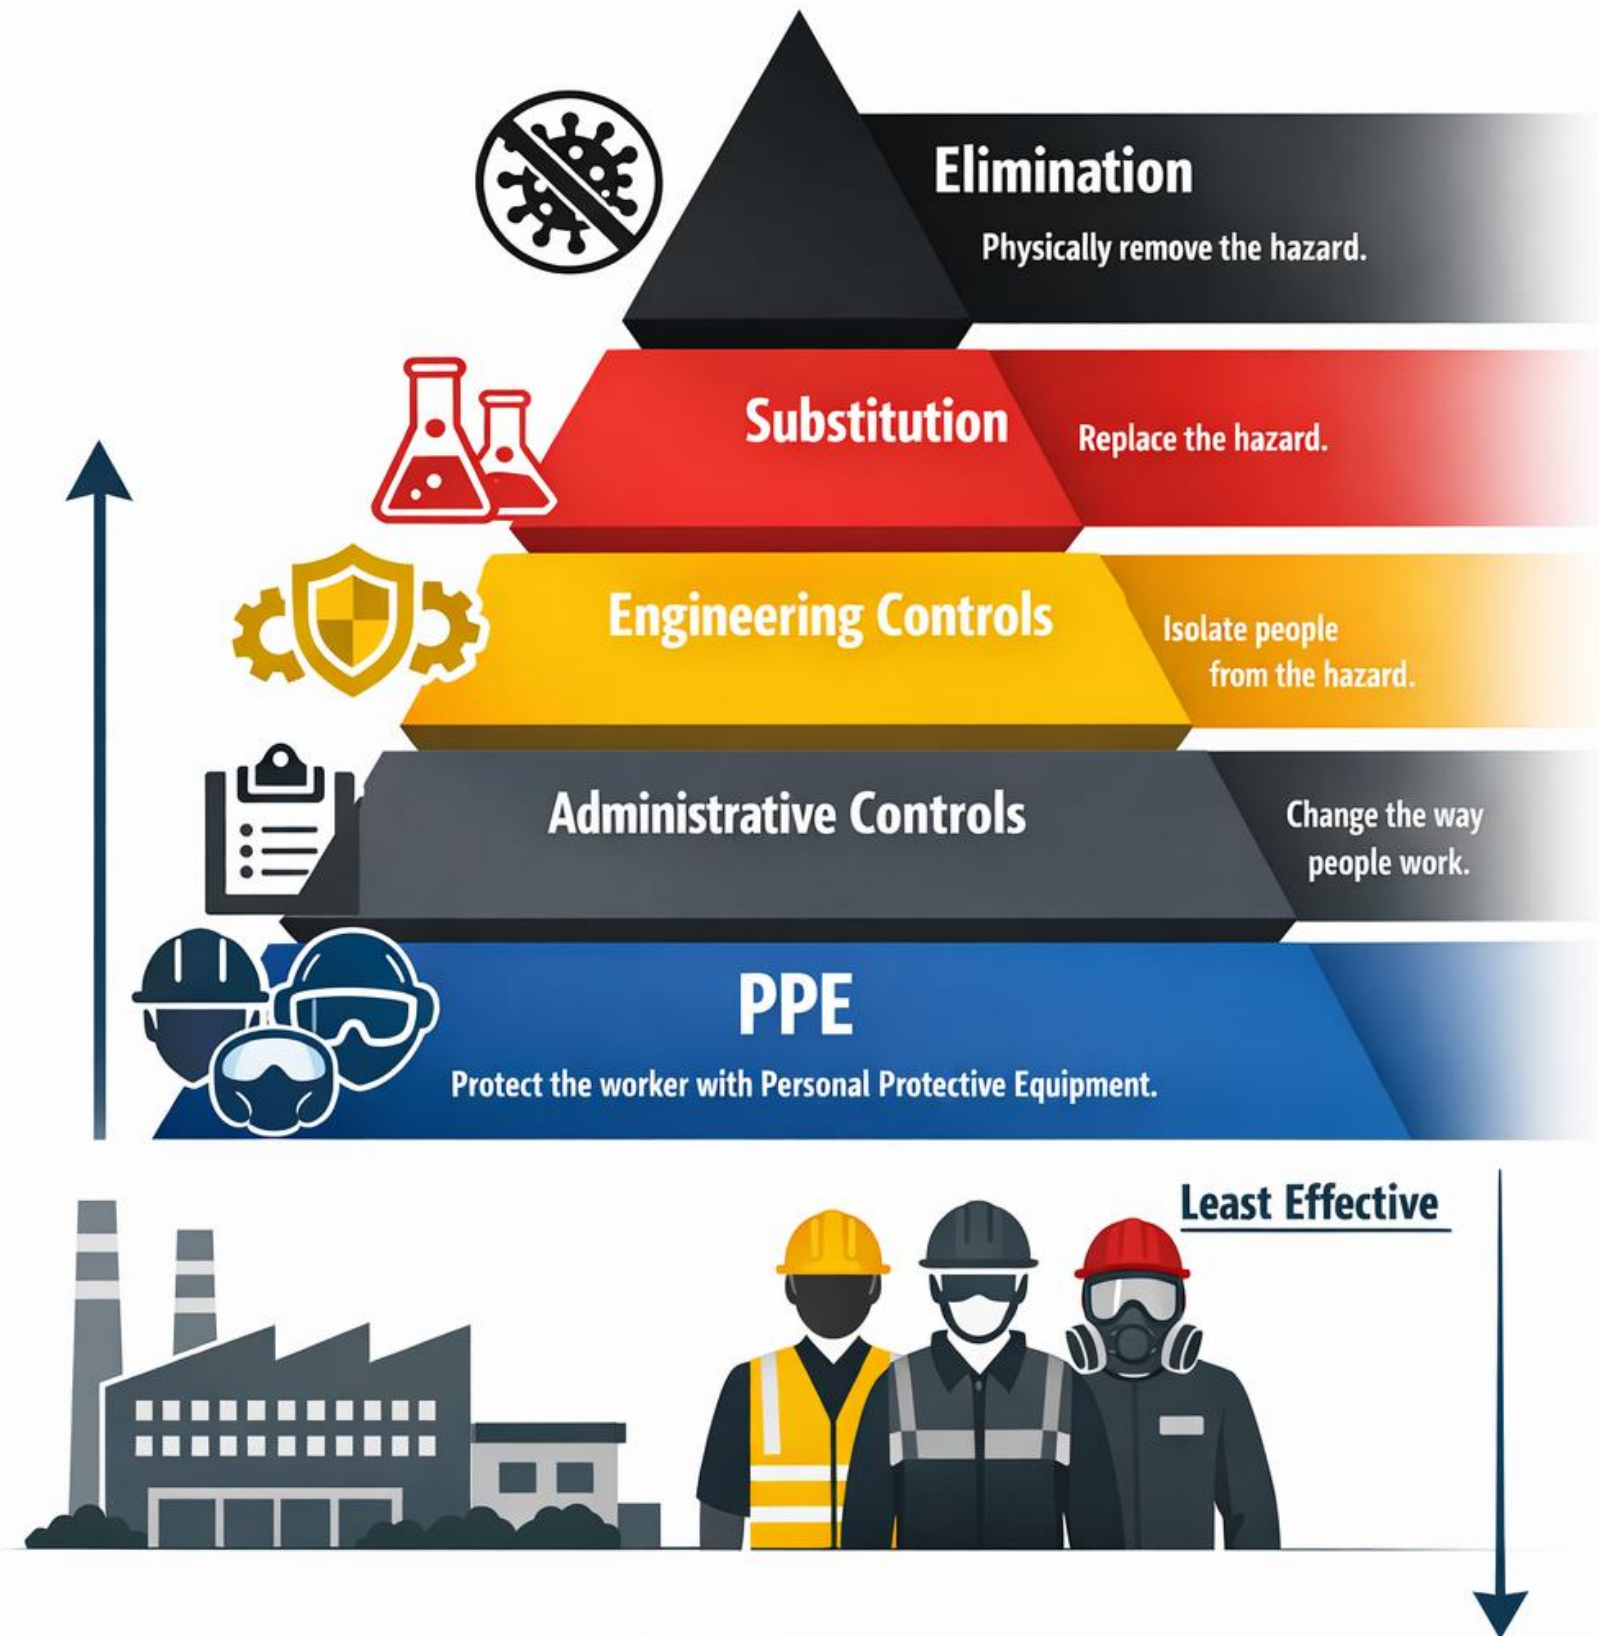 Elimination
Physically remove the hazard.
Substitution
Replace the hazard.
Engineering Controls
Isolate people
from the hazard.
Administrative Controls
Change the way
people work.
PPE
Protect the worker with Personal Protective Equipment.
Least Effective